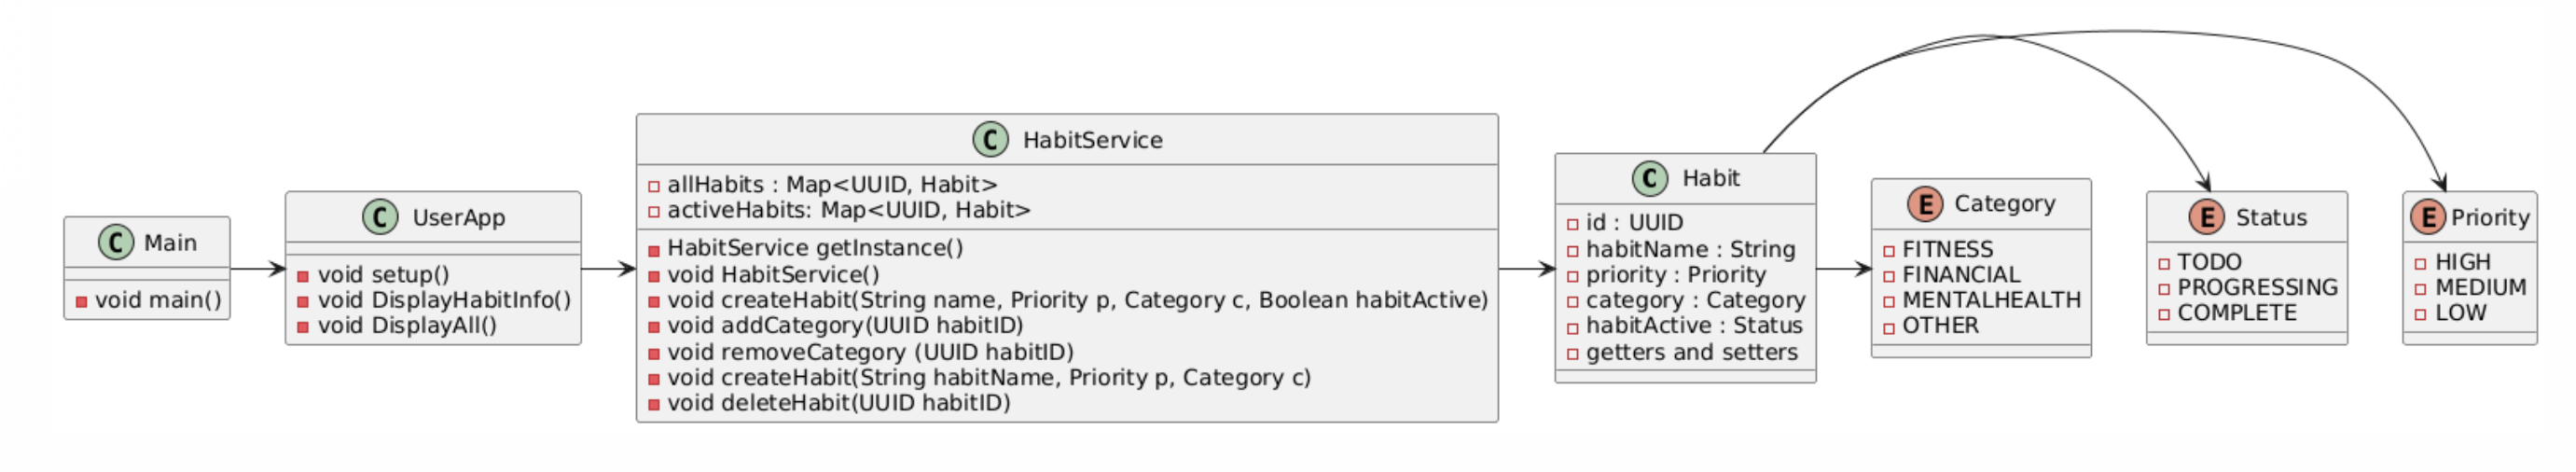 C Main
void main()
C UserApp
void setup()
void DisplayHabitInfo()
void DisplayAll()
C HabitService
allHabits : Map<UUID, Habit>
activeHabits: Map<UUID, Habit>
HabitService getInstance()
void HabitService()
void createHabit(String name, Priority p, Category c, Boolean habitActive)
void addCategory(UUID habitID)
void removeCategory (UUID habitID)
void createHabit(String habitName, Priority p, Category c)
void deleteHabit(UUID habitID)
C Habit
id : UUID
habitName : String
priority : Priority
category : Category
habitActive : Status
getters and setters
E Category
FITNESS
FINANCIAL
MENTALHEALTH
OTHER
E Status
TODO
PROGRESSING
COMPLETE
E Priority
HIGH
MEDIUM
LOW